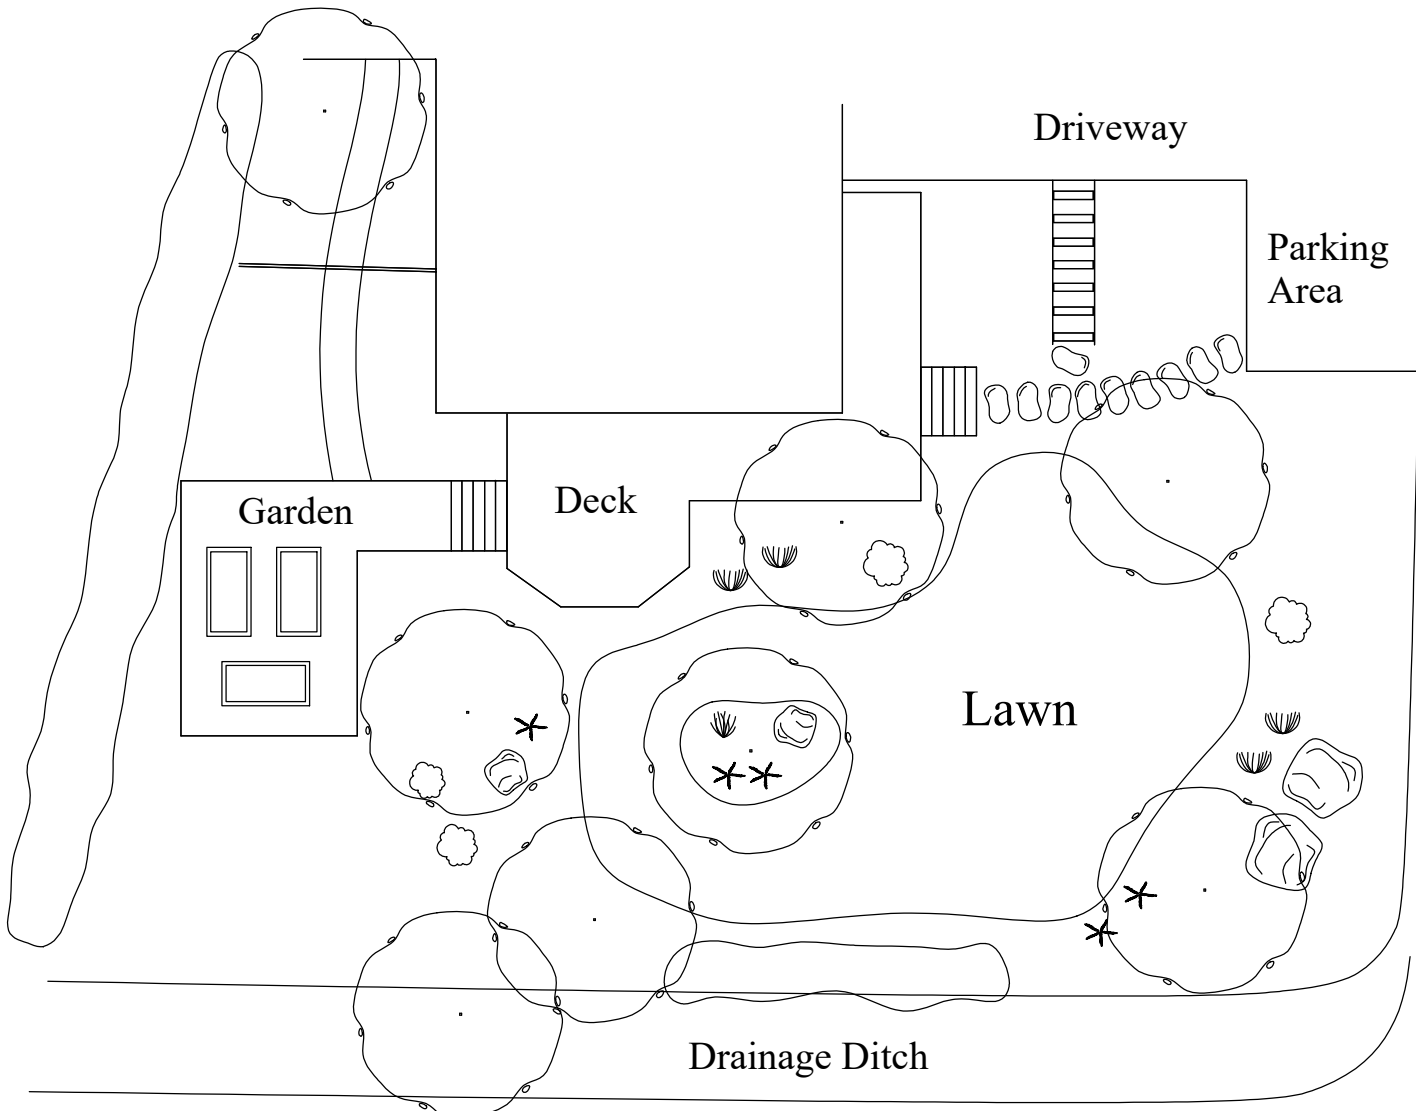 Driveway
Parking
Area
Garden
Deck
Lawn
Drainage Ditch